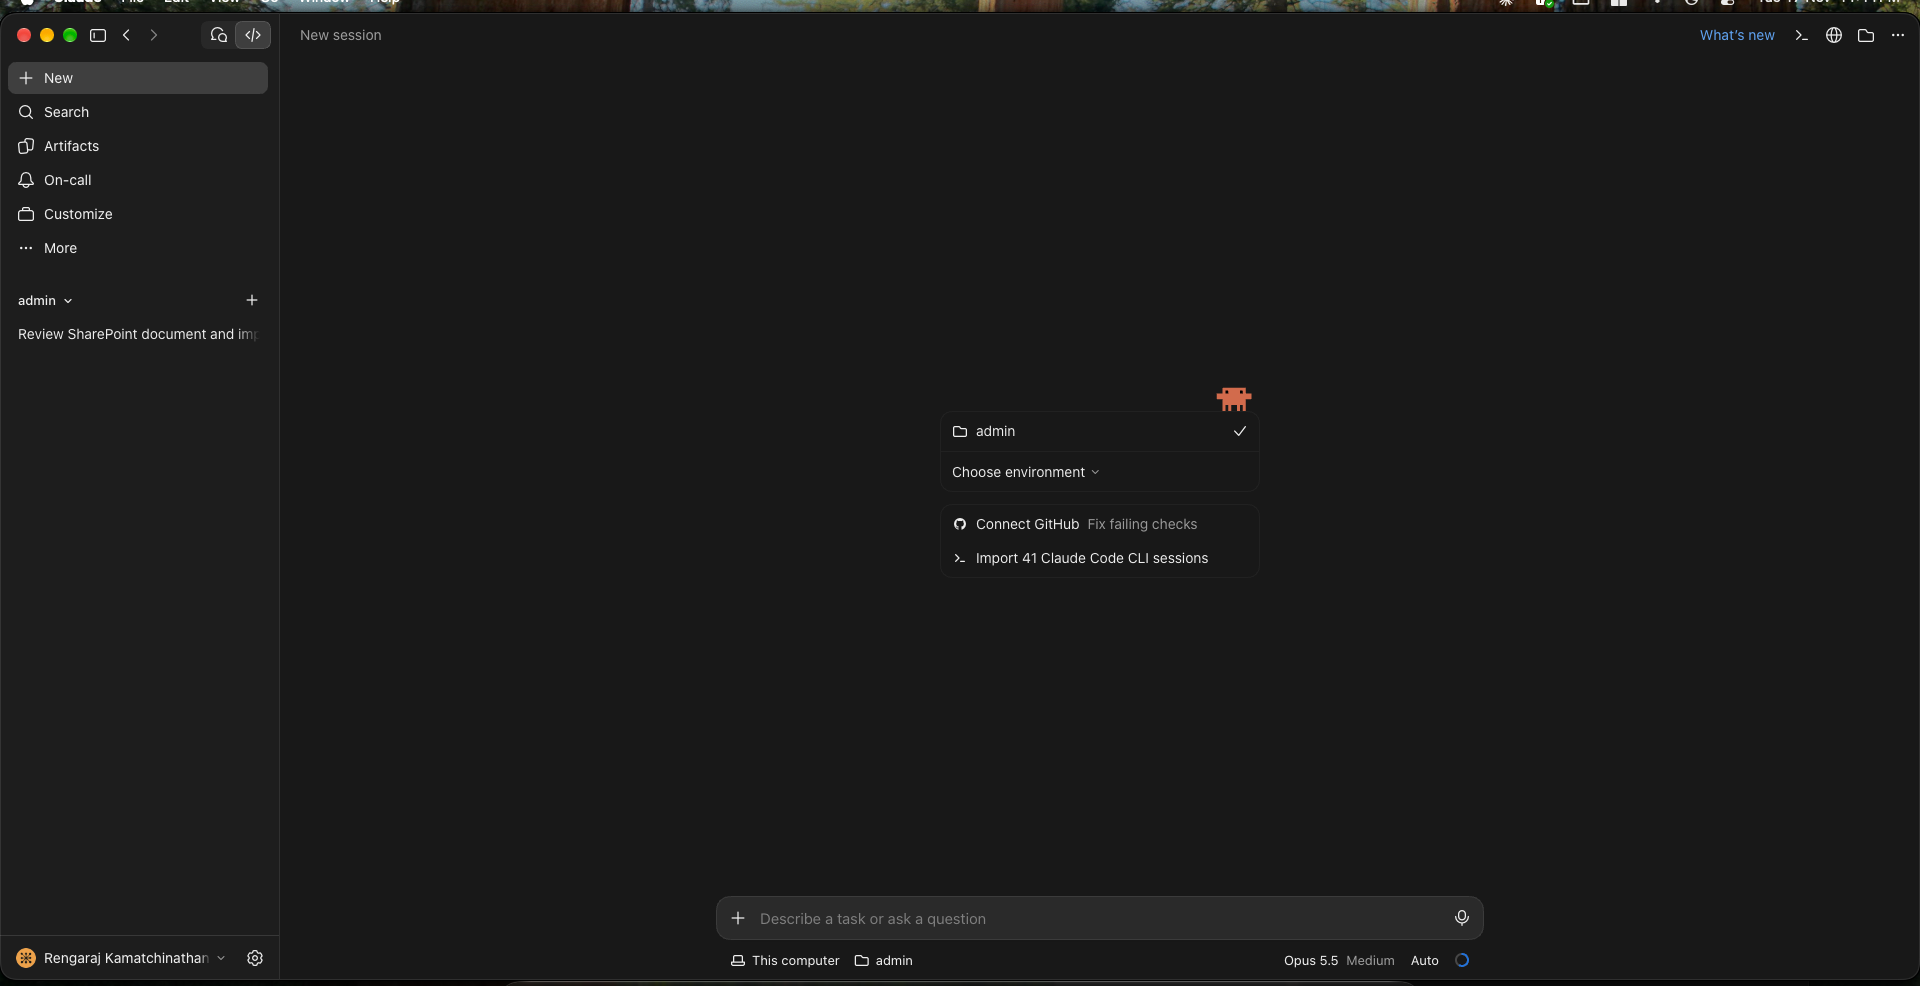 New session
What's new
New
Search
Artifacts
On-call
Customize
More
admin
Review SharePoint document and
admin
Choose environment
Connect GitHub Fix failing checks
Import 41 Claude Code CLI sessions
Describe a task or ask a question
This computer admin
Opus 5.5 Medium Auto
Rengaraj Kamatchinathan